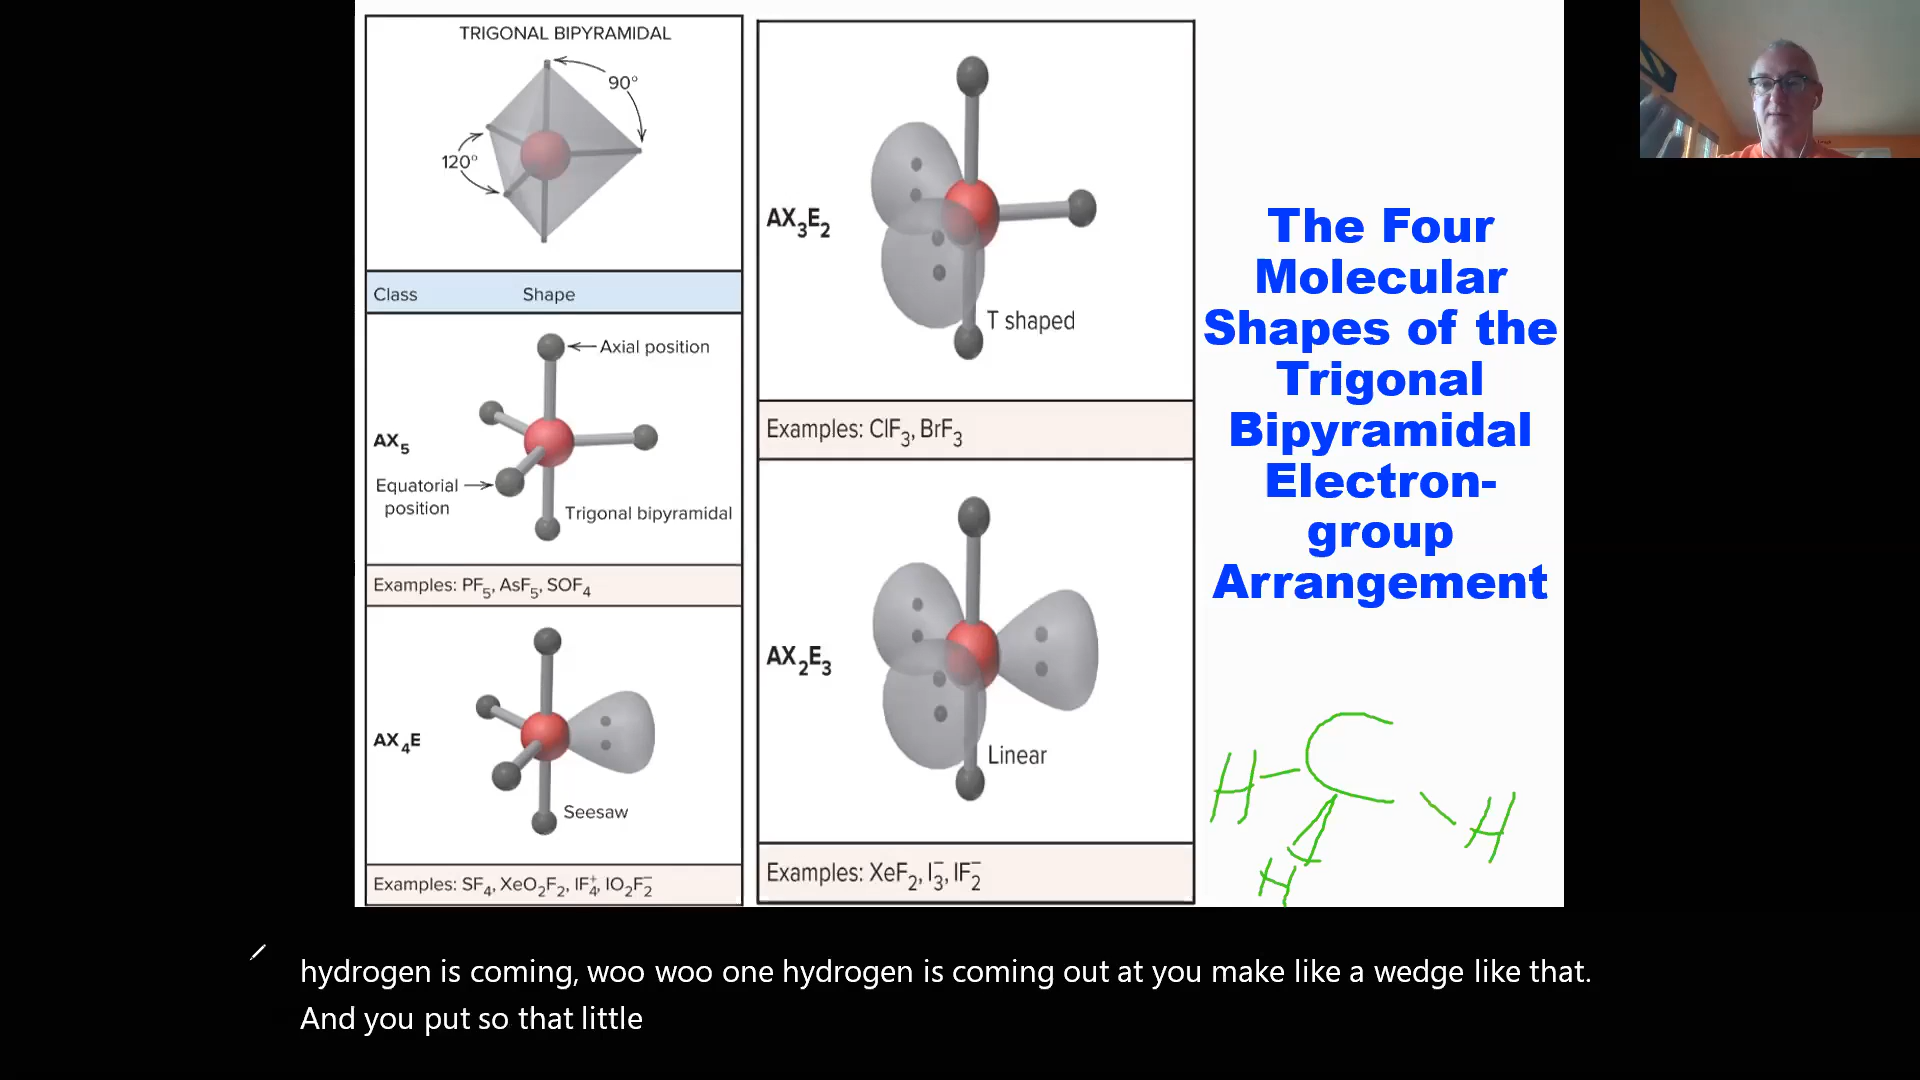 TRIGONAL BIPYRAMIDAL
90°
120°
Class Shape
Axial position
AX₅
Equatorial
position
Trigonal bipyramidal
Examples: PF₅, AsF₅, SOF₄
AX₄E
Seesaw
Examples: SF₄, XeO₂F₂, IF₄⁺, IO₂F₂⁻
AX₃E₂
T shaped
Examples: ClF₃, BrF₃
AX₂E₃
Linear
Examples: XeF₂, I₃⁻, IF₂⁻
The Four
Molecular
Shapes of the
Trigonal
Bipyramidal
Electron-
group
Arrangement
C
H
H
H
hydrogen is coming, woo woo one hydrogen is coming out at you make like a wedge like that.
And you put so that little